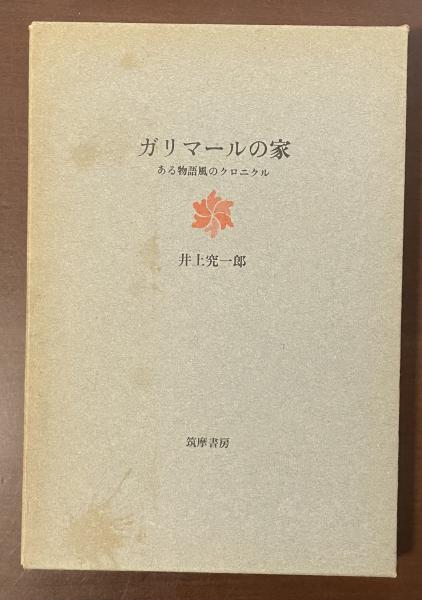 ガリマールの家
ある物語風のクロニクル
井上究一郎
筑摩書房